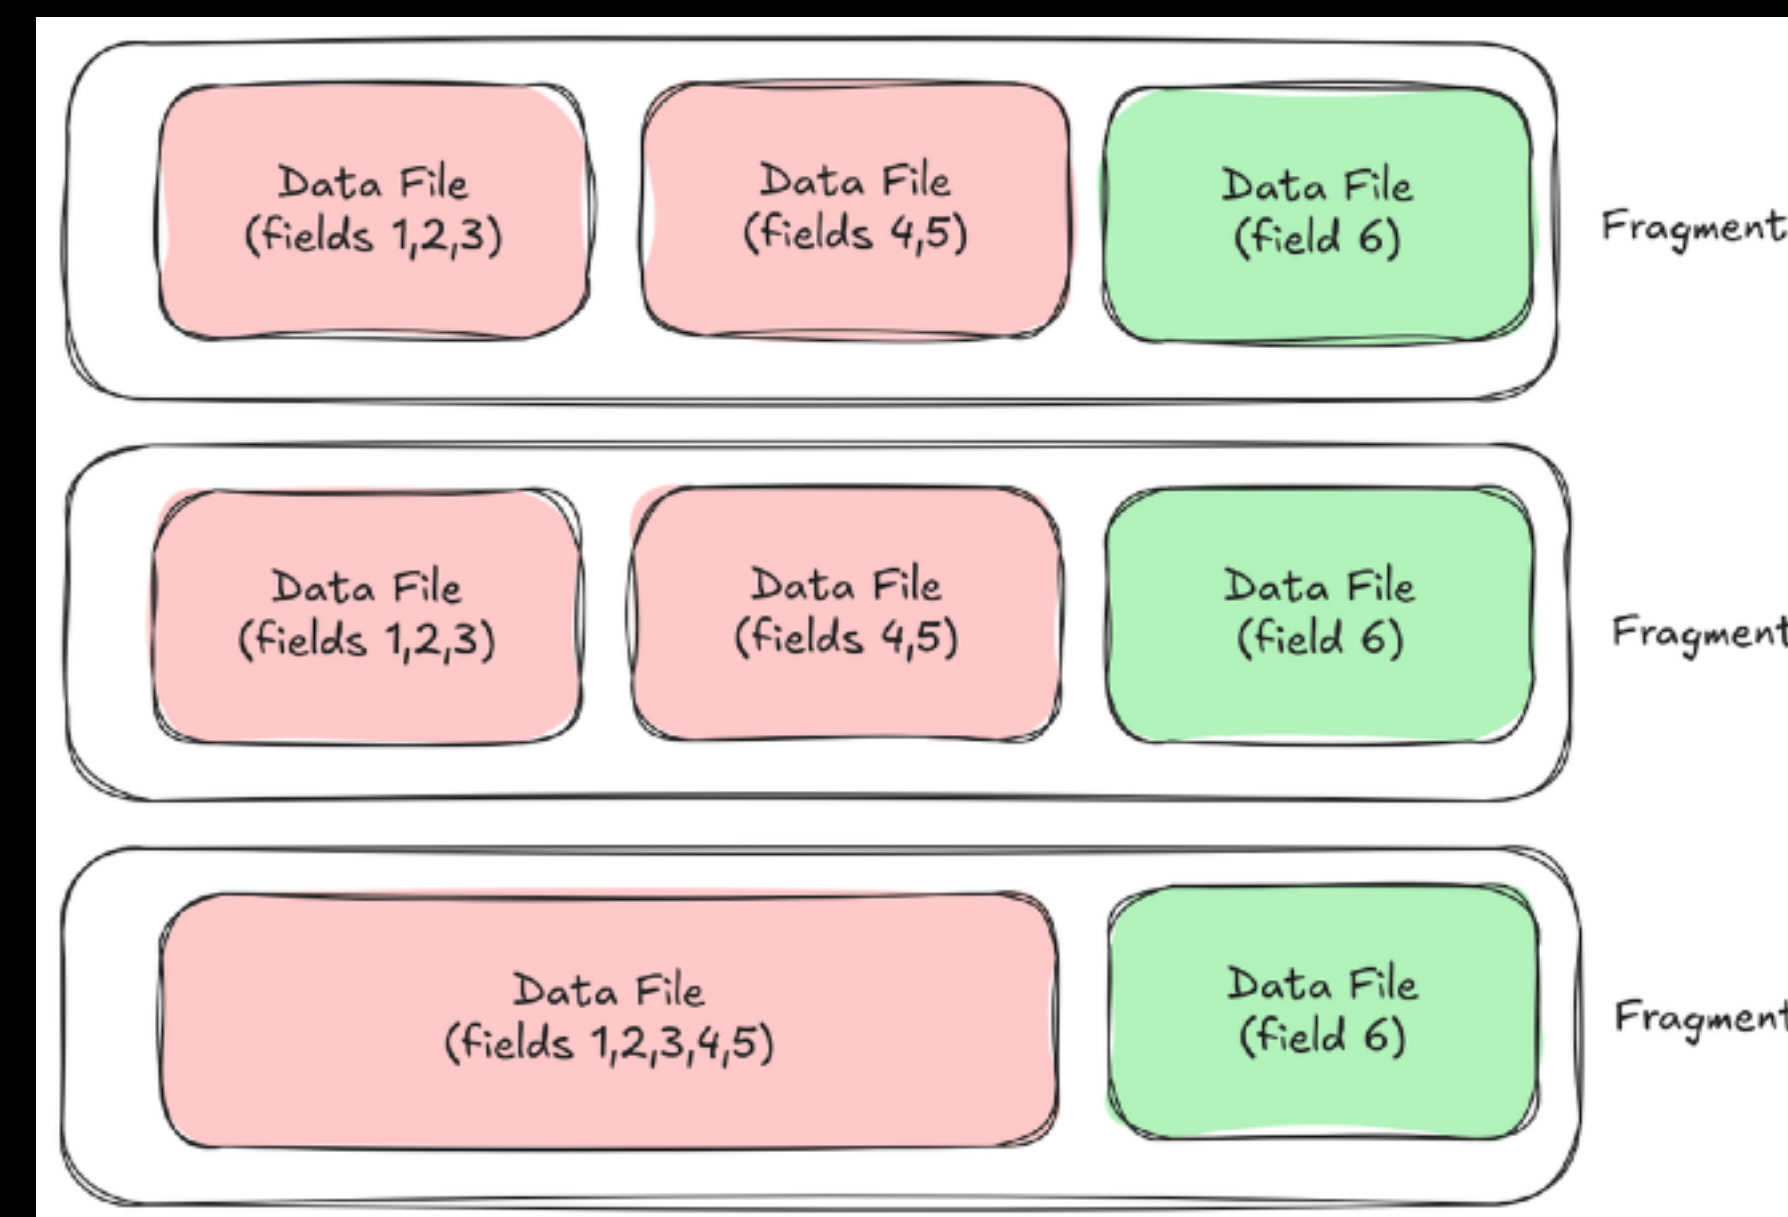 Data File
(fields 1,2,3)
Data File
(fields 4,5)
Data File
(field 6)
Fragment
Data File
(fields 1,2,3)
Data File
(fields 4,5)
Data File
(field 6)
Fragment
Data File
(fields 1,2,3,4,5)
Data File
(field 6)
Fragment